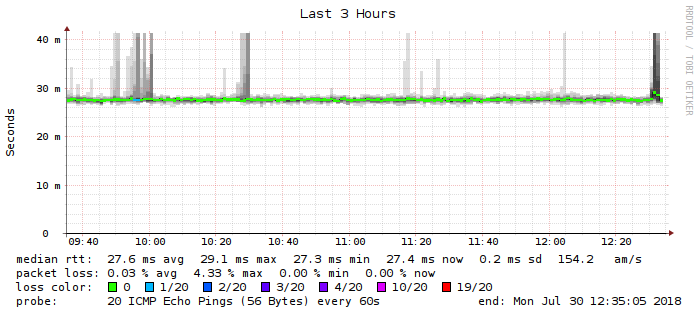 Last 3 Hours
RRDTOOL / TOBI OETIKER
Seconds
40 m
30 m
20 m
10 m
0
09:40 10:00 10:20 10:40 11:00 11:20 11:40 12:00 12:20
median rtt: 27.6 ms avg 29.1 ms max 27.3 ms min 27.4 ms now 0.2 ms sd 154.2 am/s
packet loss: 0.03 % avg 4.33 % max 0.00 % min 0.00 % now
loss color: 0 1/20 2/20 3/20 4/20 10/20 19/20
probe: 20 ICMP Echo Pings (56 Bytes) every 60s end: Mon Jul 30 12:35:05 2018